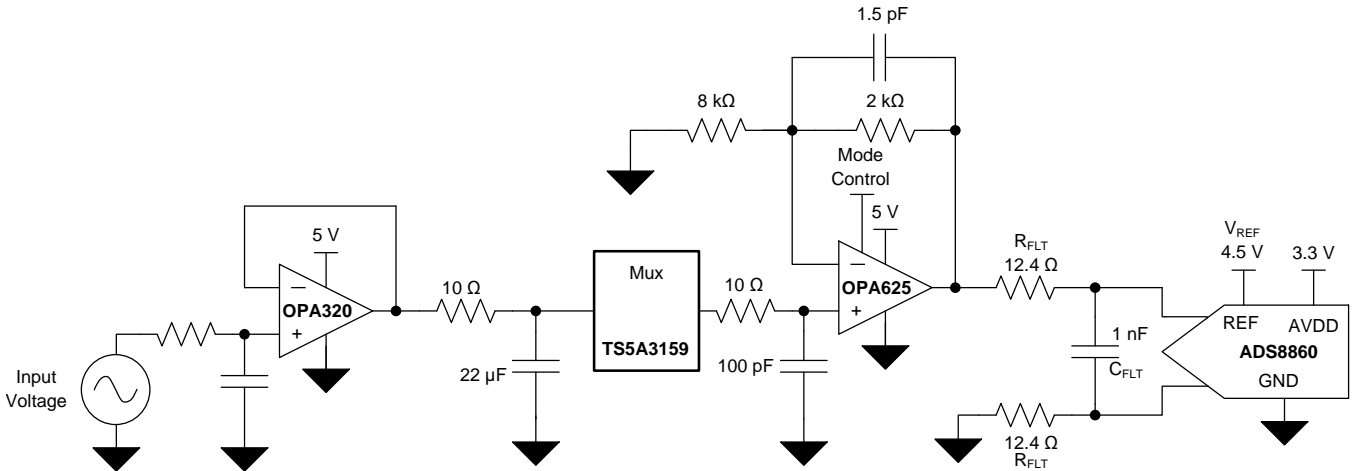 1.5 pF
8 kΩ
2 kΩ
Mode
Control
5 V
5 V
OPA320
−
+
10 Ω
22 µF
Mux
TS5A3159
10 Ω
100 pF
−
OPA625
+
R_FLT
12.4 Ω
V_REF
4.5 V
3.3 V
1 nF
C_FLT
REF
AVDD
ADS8860
GND
Input
Voltage
12.4 Ω
R_FLT